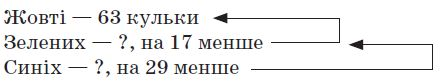 Жовті — 63 кульки
Зелених — ?, на 17 менше
Синіх — ?, на 29 менше